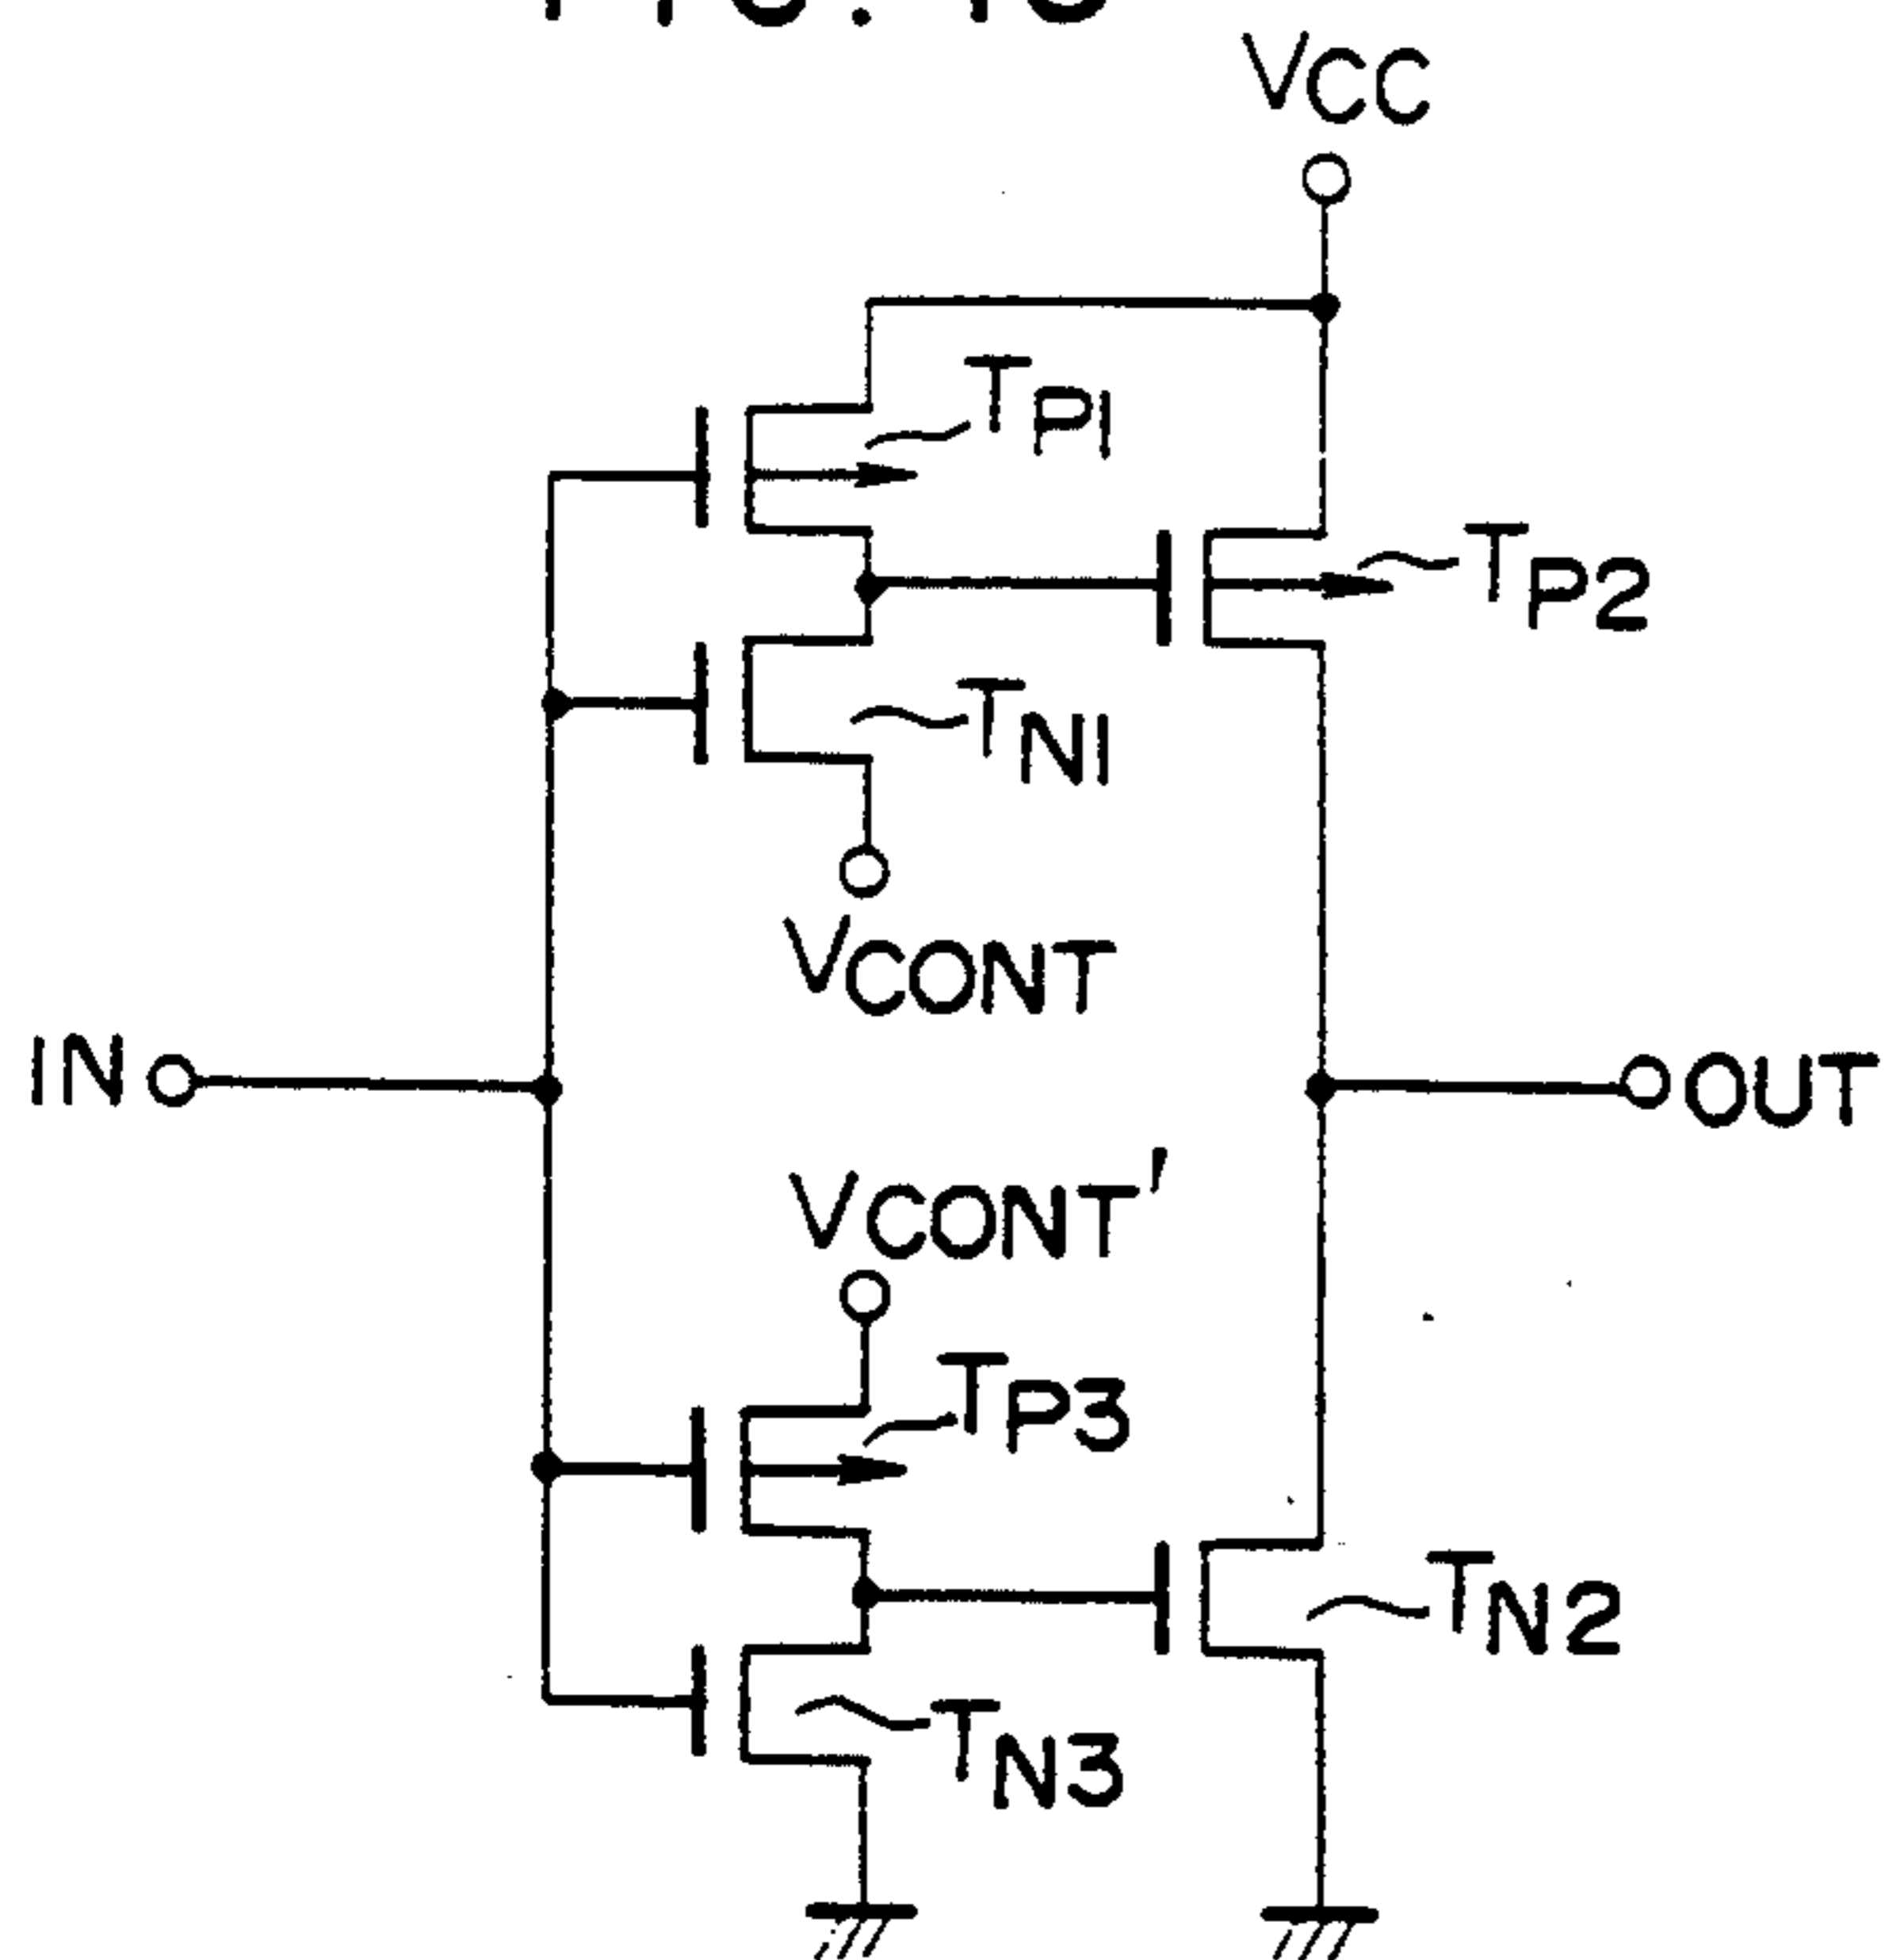 VCC
TP1
TP2
TN1
VCONT
IN
OUT
VCONT'
TP3
TN2
TN3